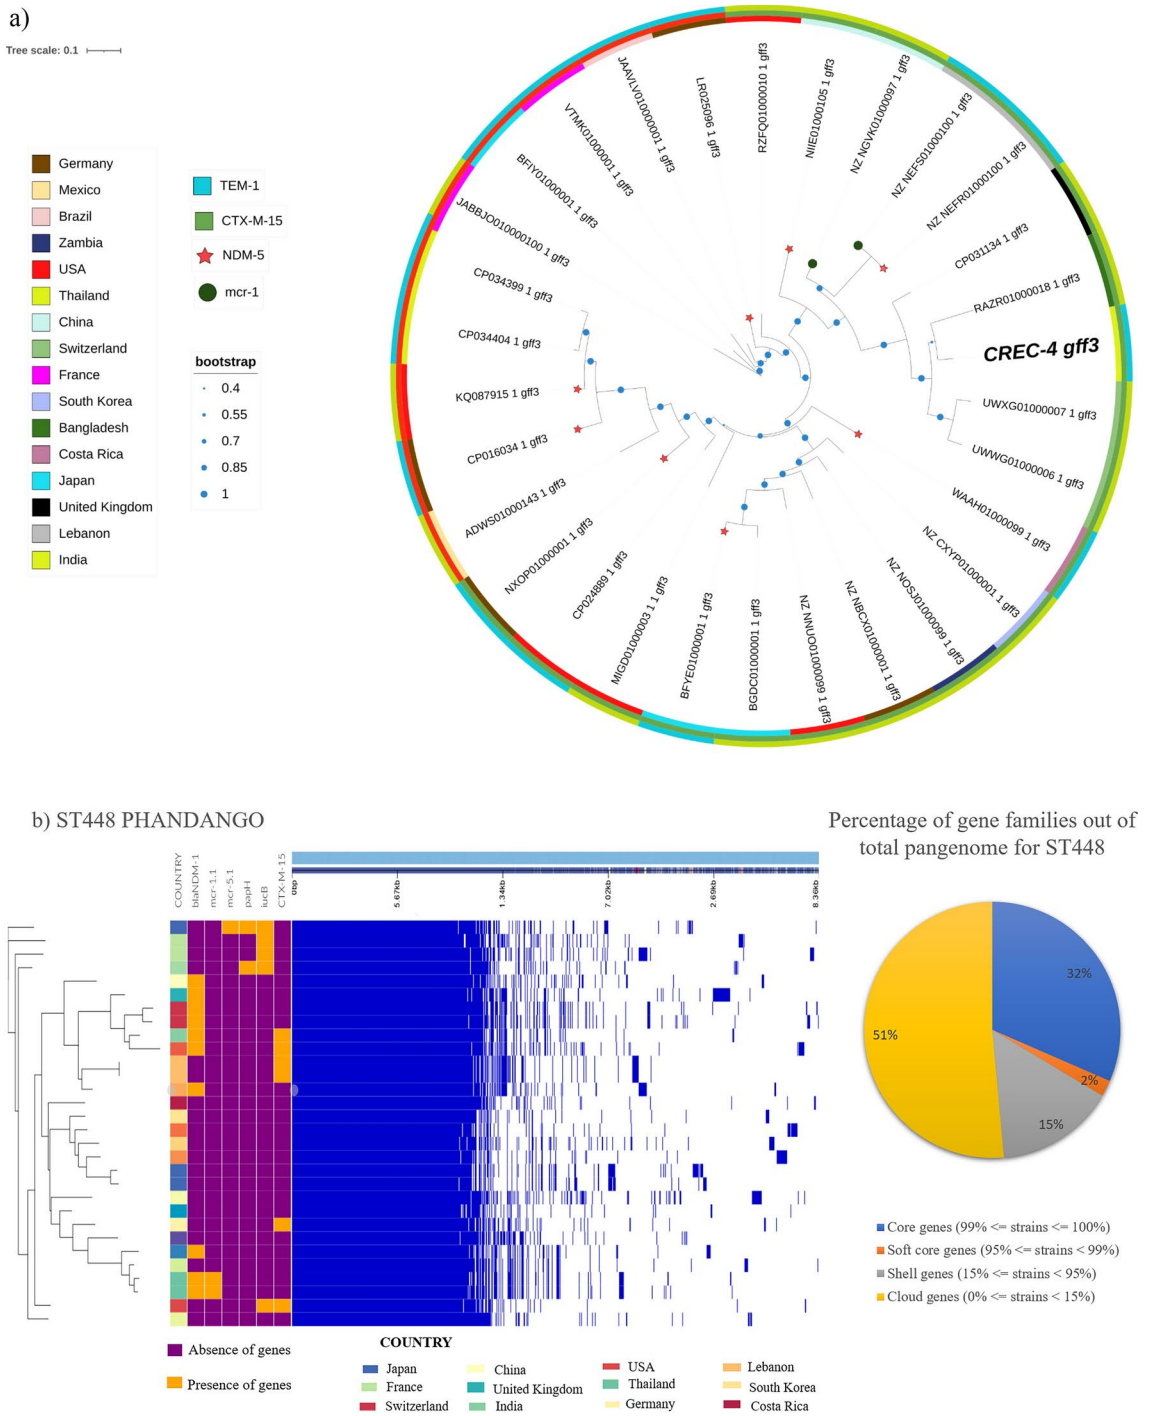 a)
Tree scale: 0.1
Germany
Mexico
Brazil
Zambia
USA
Thailand
China
Switzerland
France
South Korea
Bangladesh
Costa Rica
Japan
United Kingdom
Lebanon
India
TEM-1
CTX-M-15
NDM-5
mcr-1
bootstrap
0.4
0.55
0.7
0.85
1
RZFQ01000010 1 gff3
NIIE01000105 1 gff3
NZ NGVK01000097 1 gff3
NZ NEFS01000100 1 gff3
NZ NEFR01000100 1 gff3
CP031134 1 gff3
RAZR01000018 1 gff3
CREC-4 gff3
UWXG01000007 1 gff3
UWWG01000006 1 gff3
WAAH01000099 1 gff3
NZ CXYP01000001 1 gff3
NZ NOSJ01000099 1 gff3
NZ NBCX01000001 1 gff3
NZ NNUO01000099 1 gff3
BGDC01000001 1 gff3
BFYE01000001 1 gff3
MIGD01000003 1 1 gff3
CP024889 1 gff3
NXOP01000001 1 gff3
ADWS01000143 1 gff3
CP016034 1 gff3
KQ087915 1 gff3
CP034404 1 gff3
CP034399 1 gff3
JABBJO010000100 1 gff3
BFIY01000001 1 gff3
VTMK01000001 1 gff3
JAAVLV010000001 1 gff3
LR025096 1 gff3
b) ST448 PHANDANGO
COUNTRY
blaNDM-1
mcr-1.1
mcr-5.1
papH
iucB
CTX-M-15
0bp
5.67kb
1.34kb
7.02kb
2.69kb
8.36kb
Absence of genes
Presence of genes
COUNTRY
Japan
France
Switzerland
China
United Kingdom
India
USA
Thailand
Germany
Lebanon
South Korea
Costa Rica
Percentage of gene families out of
total pangenome for ST448
32%
2%
15%
51%
Core genes (99% <= strains <= 100%)
Soft core genes (95% <= strains < 99%)
Shell genes (15% <= strains < 95%)
Cloud genes (0% <= strains < 15%)